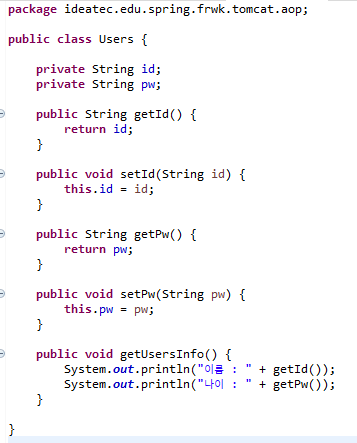 package ideatec.edu.spring.frwk.tomcat.aop;
public class Users {
private String id;
private String pw;
public String getId() {
return id;
}
public void setId(String id) {
this.id = id;
}
public String getPw() {
return pw;
}
public void setPw(String pw) {
this.pw = pw;
}
public void getUsersInfo() {
System.out.println("이름 : " + getId());
System.out.println("나이 : " + getPw());
}
}